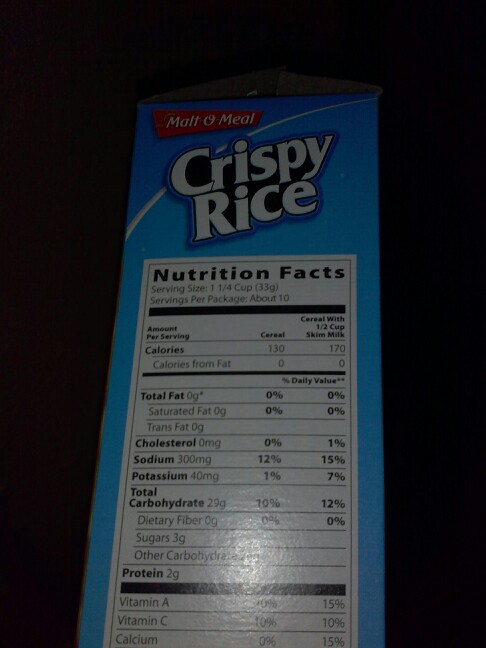 Malt-O-Meal
Crispy
Rice
Nutrition Facts
Serving Size: 1 1/4 Cup (33g)
Servings Per Package: About 10
Amount Per Serving Cereal Cereal With 1/2 Cup Skim Milk
Calories 130 170
Calories from Fat 0 0
% Daily Value**
Total Fat 0g* 0% 0%
Saturated Fat 0g 0% 0%
Trans Fat 0g
Cholesterol 0mg 0% 1%
Sodium 300mg 12% 15%
Potassium 40mg 1% 7%
Total
Carbohydrate 29g 10% 12%
Dietary Fiber 0g 0% 0%
Sugars 3g
Other Carbohydrate
Protein 2g
Vitamin A 10% 15%
Vitamin C 10% 10%
Calcium 0% 15%